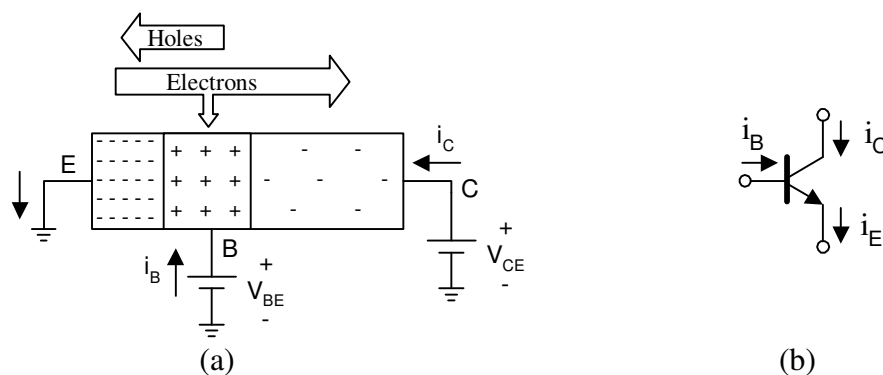 Holes
Electrons
E
- - - - -
- - - - -
- - - - -
- - - - -
- - - - -
+ + +
+ + +
+ + +
- - -
- - - -
- - -
i_C
C
B
i_B
+
V_BE
-
+
V_CE
-
(a)
i_B
i_C
i_E
(b)